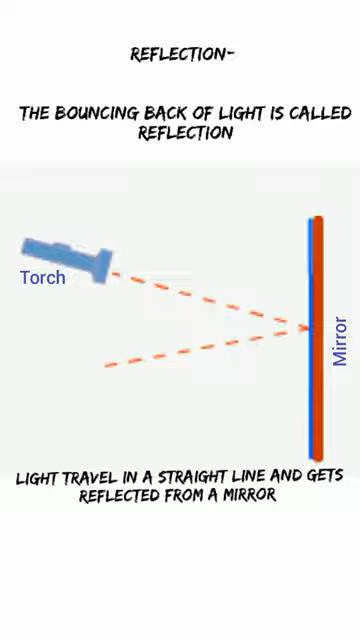 REFLECTION-
THE BOUNCING BACK OF LIGHT IS CALLED
REFLECTION
Torch
Mirror
LIGHT TRAVEL IN A STRAIGHT LINE AND GETS
REFLECTED FROM A MIRROR